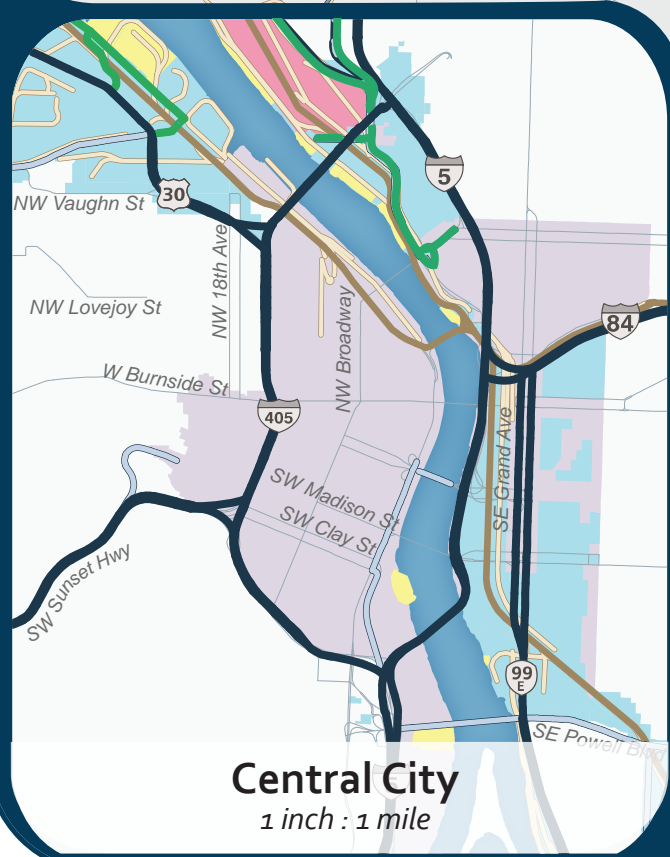 5
30
NW Vaughn St
NW 18th Ave
NW Lovejoy St
NW Broadway
84
W Burnside St
405
SE Grand Ave
SW Madison St
SW Clay St
SW Sunset Hwy
99
E
SE Powell Blvd
Central City
1 inch : 1 mile